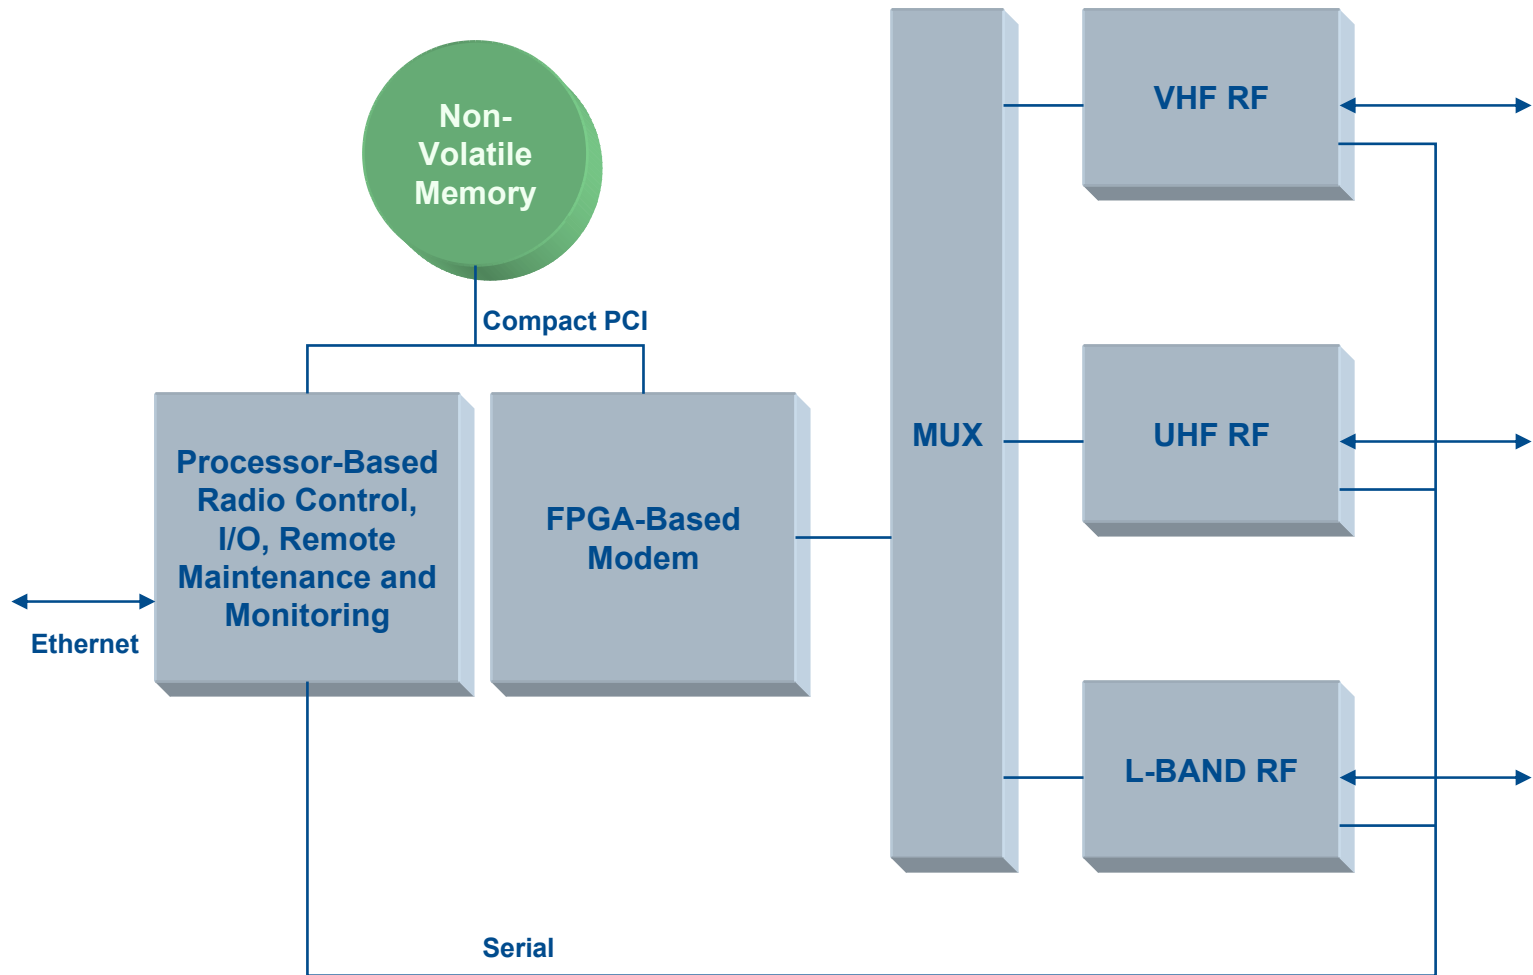 Non-
Volatile
Memory
Compact PCI
Processor-Based
Radio Control,
I/O, Remote
Maintenance and
Monitoring
FPGA-Based
Modem
Ethernet
Serial
MUX
VHF RF
UHF RF
L-BAND RF